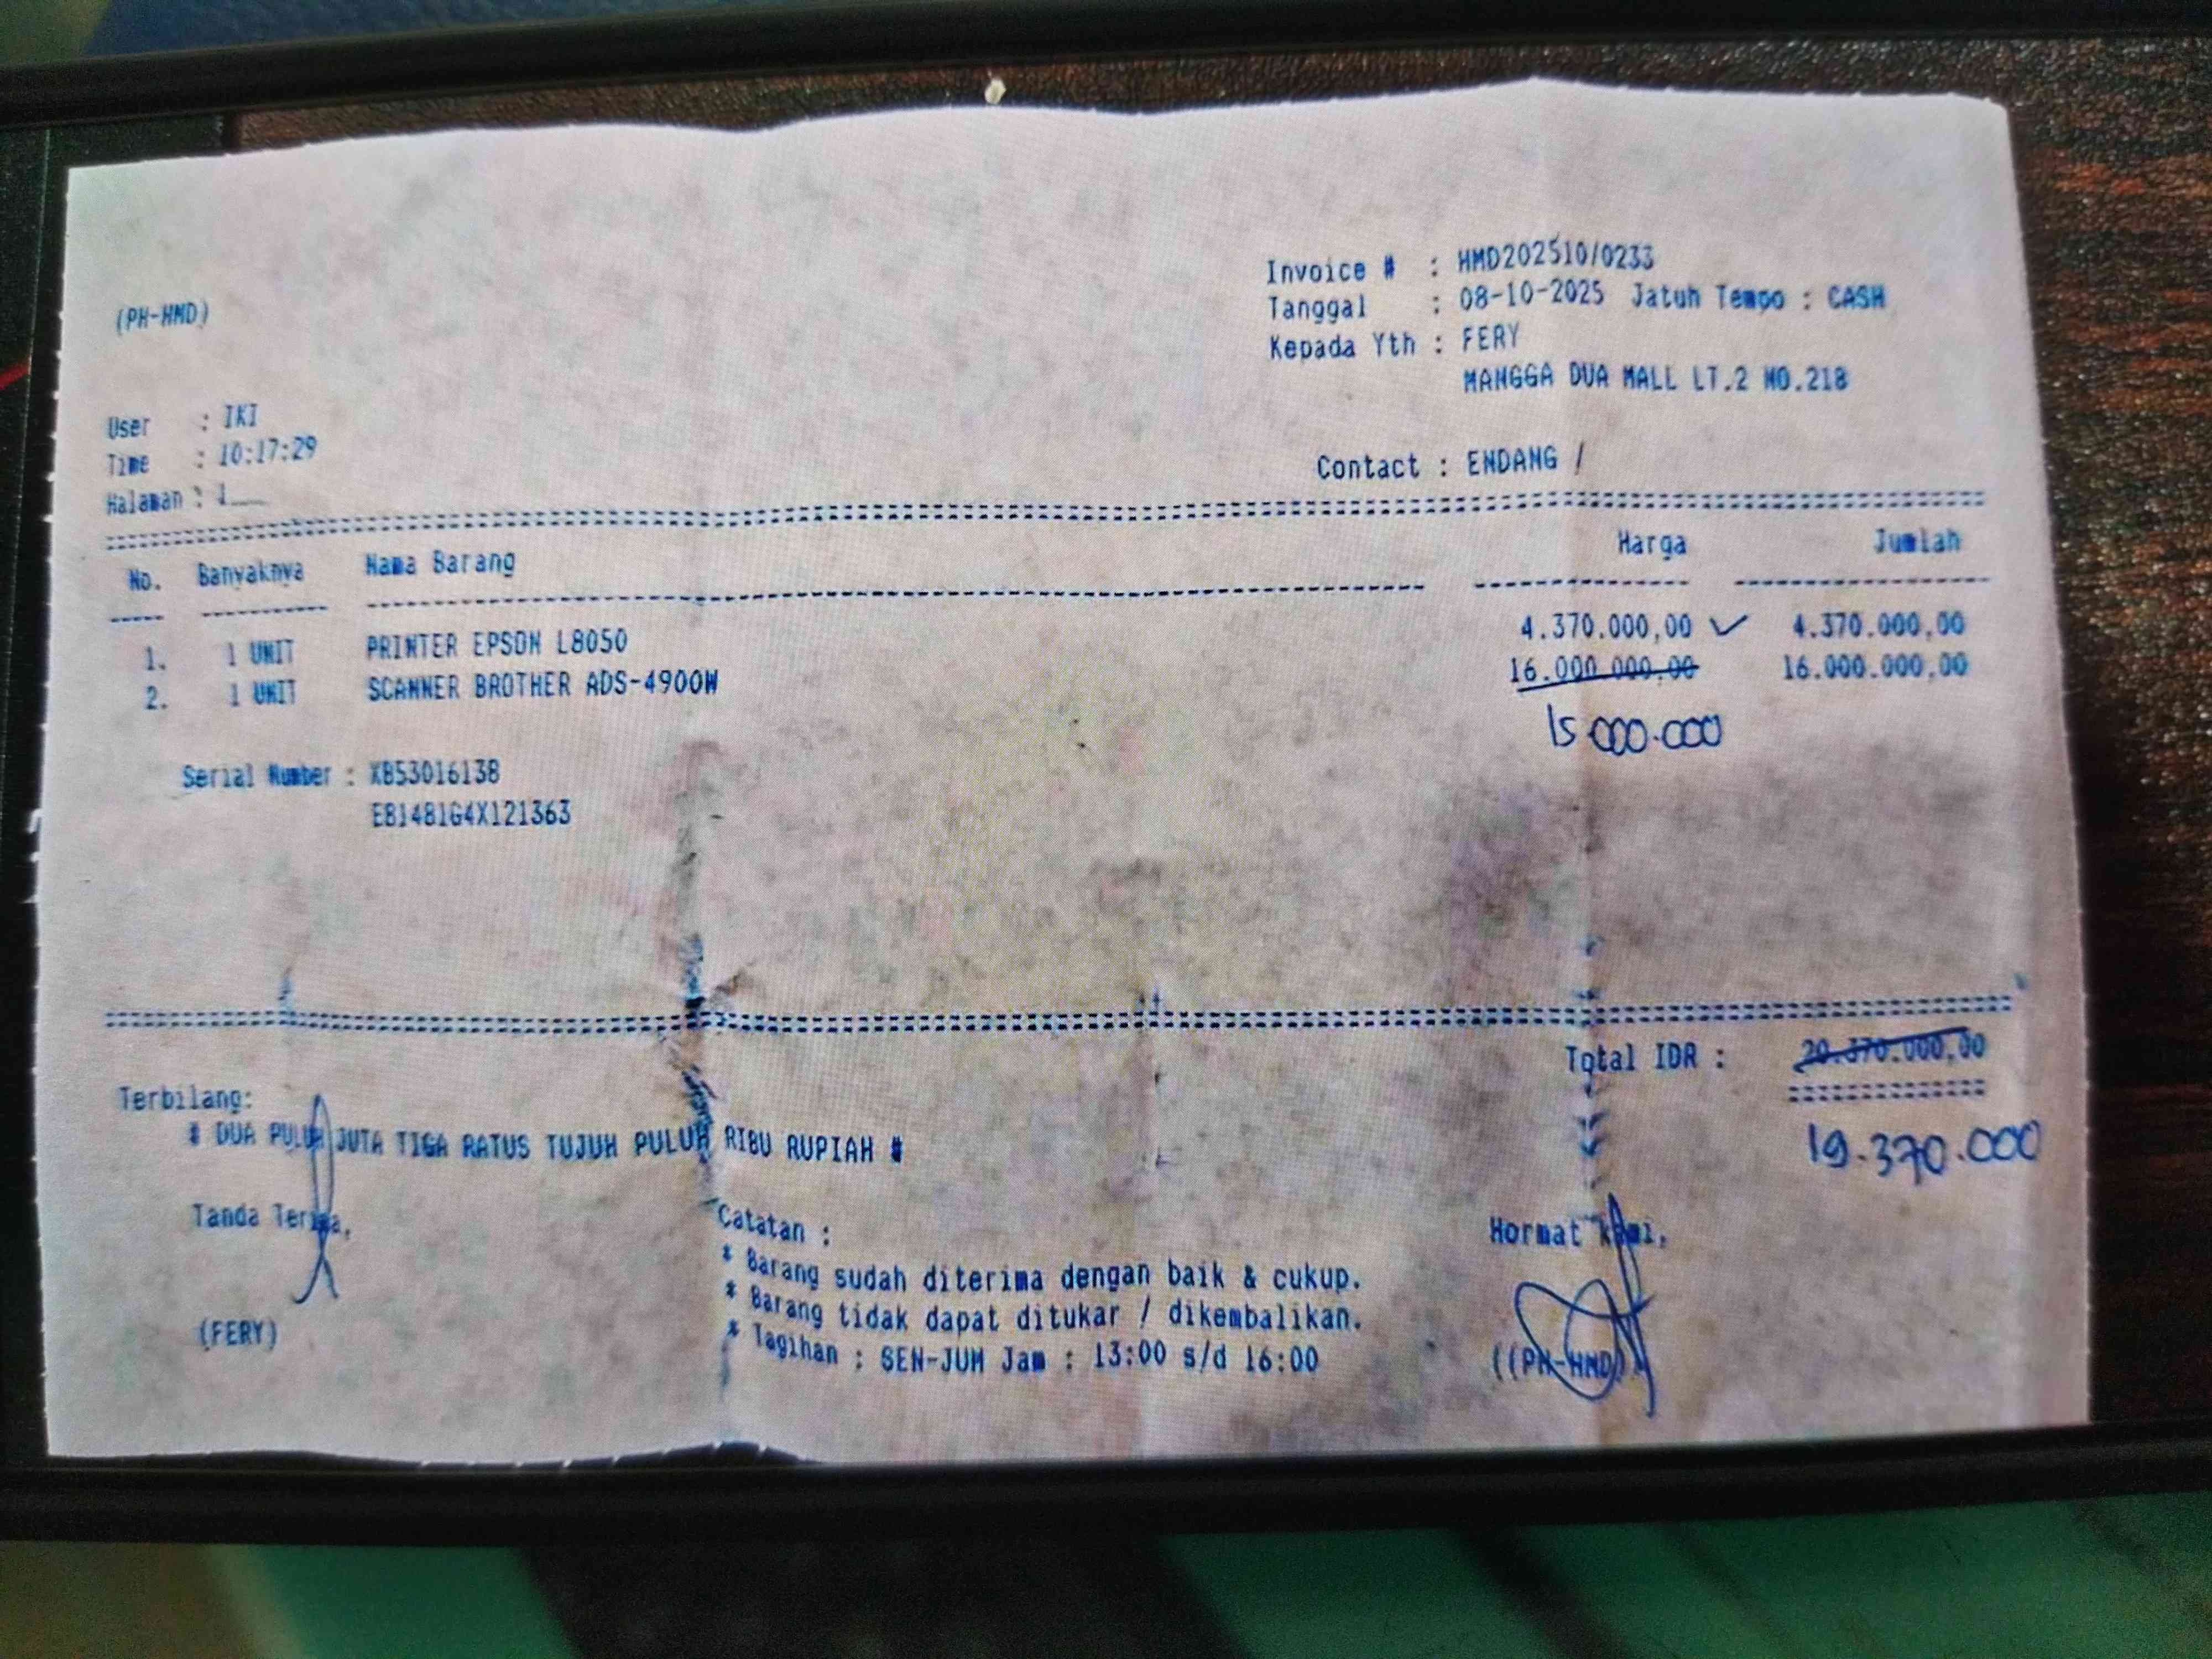 (PH-HMD)
Invoice # : HMD202510/0233
Tanggal : 08-10-2025 Jatuh Tempo : CASH
Kepada Yth : FERY
MANGGA DUA MALL LT.2 NO.218
User : IKI
Time : 10:17:29
Halaman : 1
Contact : ENDANG /
No. Banyaknya Nama Barang Harga Jumlah
1. 1 UNIT PRINTER EPSON L8050 4.370.000,00 ✓ 4.370.000,00
2. 1 UNIT SCANNER BROTHER ADS-4900W 16.000.000,00 16.000.000,00
15.000.000
Serial Number : XB53016138
EB1481G4X121363
Total IDR : 20.370.000,00
19.370.000
Terbilang:
# DUA PULUH JUTA TIGA RATUS TUJUH PULUH RIBU RUPIAH #
Tanda Terima,
(FERY)
Catatan :
* Barang sudah diterima dengan baik & cukup.
* Barang tidak dapat ditukar / dikembalikan.
* Tagihan : SEN-JUM Jam : 13:00 s/d 16:00
Hormat kami,
((PH-HMD))